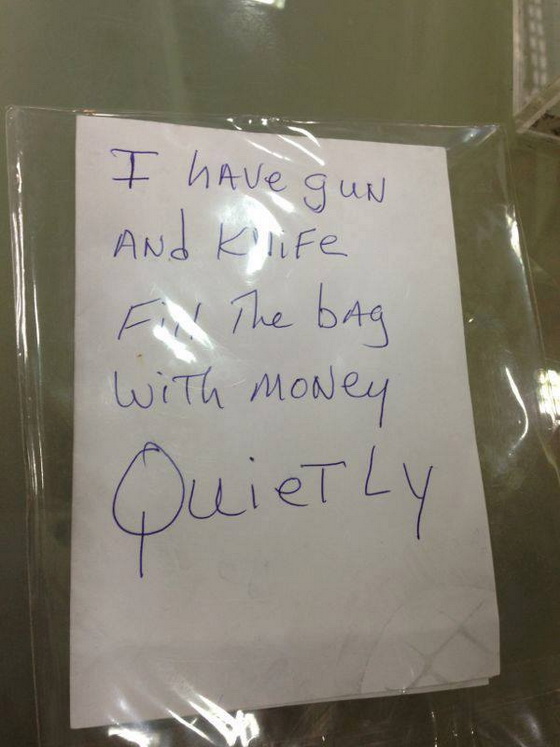 I HAVE gUN
ANd KNiFe
Fill The bAg
WiTH MONey
QuieTLy